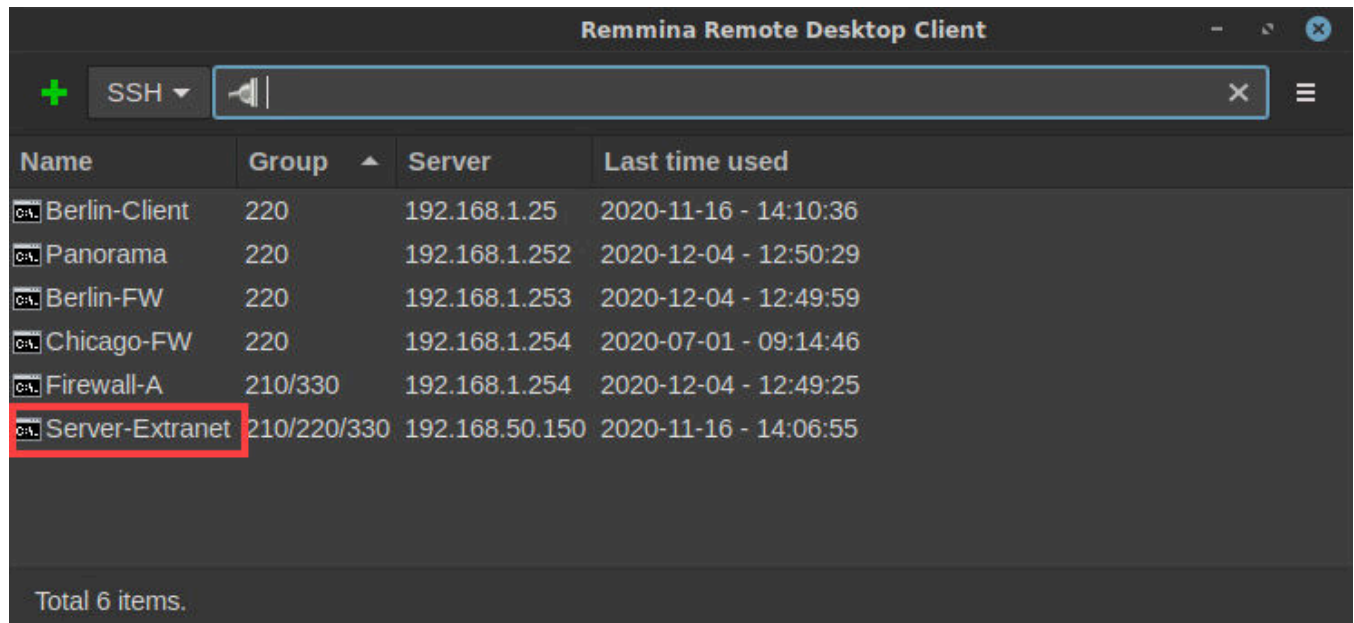 Remmina Remote Desktop Client
SSH
Name Group Server Last time used
Berlin-Client 220 192.168.1.25 2020-11-16 - 14:10:36
Panorama 220 192.168.1.252 2020-12-04 - 12:50:29
Berlin-FW 220 192.168.1.253 2020-12-04 - 12:49:59
Chicago-FW 220 192.168.1.254 2020-07-01 - 09:14:46
Firewall-A 210/330 192.168.1.254 2020-12-04 - 12:49:25
Server-Extranet 210/220/330 192.168.50.150 2020-11-16 - 14:06:55
Total 6 items.